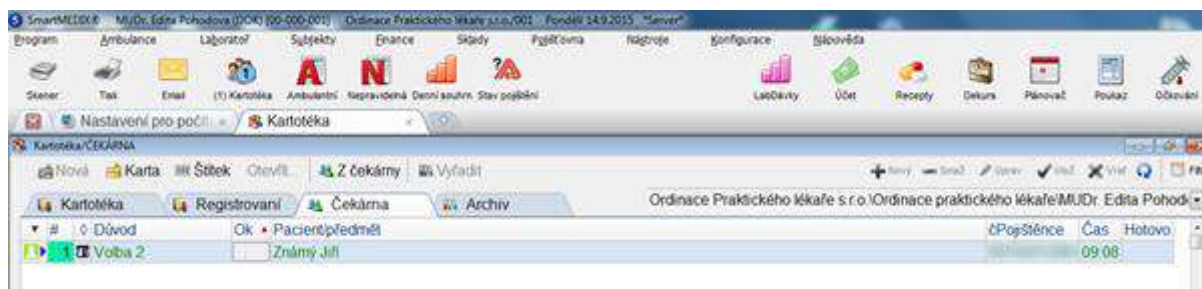 SmartMEDIX® MUDr. Edita Pohodová (DOK) [00-000-001] Ordinace Praktického lékaře s.r.o./001 Pondělí 14.9.2015 *Server*
Program Ambulance Laboratoř Subjekty Finance Sklady Pojišťovna Nástroje Konfigurace Nápověda
Skener Tisk Email (1) Kartotéka Ambulantní Nepravidelná Denní souhrn. Stav pojištění LabDávky Účet Recepty Dekurs Plánovač Poukaz Očkování
Nastavení pro počít Kartotéka
Kartotéka/ČEKÁRNA
Nová Karta Štítek Otevřít Z čekárny Vyřadit Nový Smaž Oprav
Kartotéka Registrovaní Čekárna Archiv Ordinace Praktického lékaře s.r.o.\Ordinace praktického lékaře\MUDr. Edita Pohod
# Důvod Ok Pacient/předmět čPojištěnce Čas Hotovo
1 Volba 2 Známý Jiří 09:08